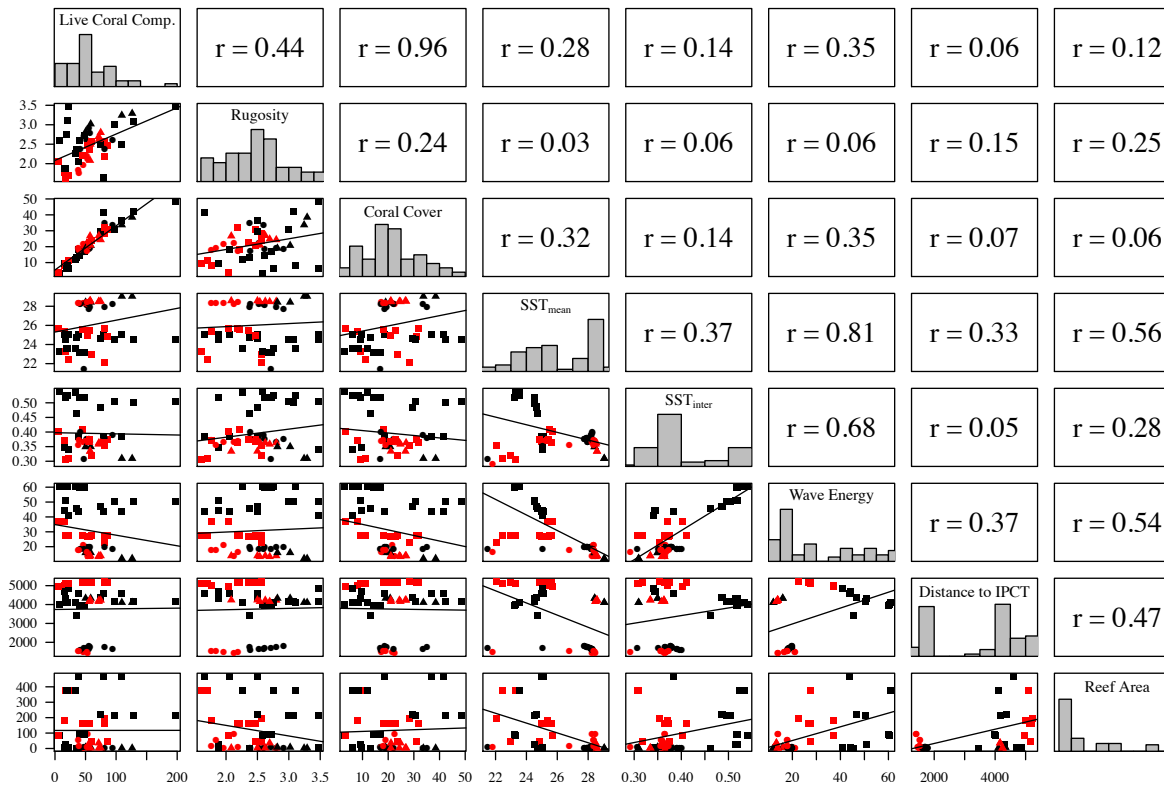 Live Coral Comp.
r = 0.44
r = 0.96
r = 0.28
r = 0.14
r = 0.35
r = 0.06
r = 0.12
3.5
3.0
2.5
2.0
Rugosity
r = 0.24
r = 0.03
r = 0.06
r = 0.06
r = 0.15
r = 0.25
50
40
30
20
10
Coral Cover
r = 0.32
r = 0.14
r = 0.35
r = 0.07
r = 0.06
28
26
24
22
SSTmean
r = 0.37
r = 0.81
r = 0.33
r = 0.56
0.50
0.45
0.40
0.35
0.30
SSTinter
r = 0.68
r = 0.05
r = 0.28
60
50
40
30
20
Wave Energy
r = 0.37
r = 0.54
5000
4000
3000
2000
Distance to IPCT
r = 0.47
400
300
200
100
0
Reef Area
0 50 100 200
2.0 2.5 3.0 3.5
10 20 30 40 50
22 24 26 28
0.30 0.40 0.50
20 40 60
2000 4000